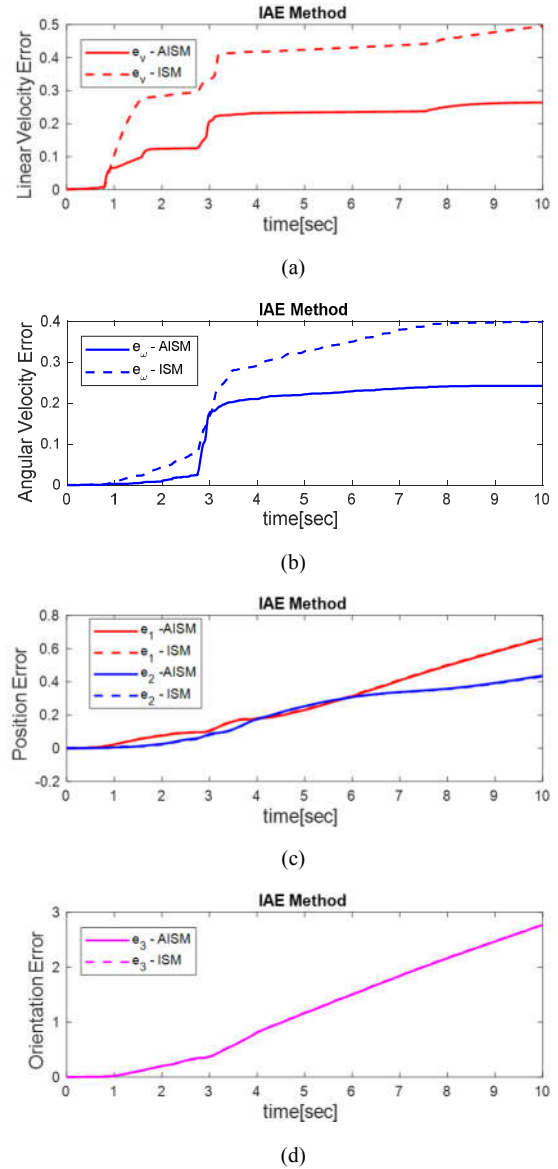 IAE Method
0.5
0.4
0.3
0.2
0.1
0
Linear Velocity Error
e_v - AISM
e_v - ISM
0 1 2 3 4 5 6 7 8 9 10
time[sec]
(a)
IAE Method
0.4
0.3
0.2
0.1
0
Angular Velocity Error
e_ω - AISM
e_ω - ISM
0 1 2 3 4 5 6 7 8 9 10
time[sec]
(b)
IAE Method
0.8
0.6
0.4
0.2
0
-0.2
Position Error
e_1 -AISM
e_1 - ISM
e_2 -AISM
e_2 - ISM
0 1 2 3 4 5 6 7 8 9 10
time[sec]
(c)
IAE Method
3
2
1
0
Orientation Error
e_3 - AISM
e_3 - ISM
0 1 2 3 4 5 6 7 8 9 10
time[sec]
(d)